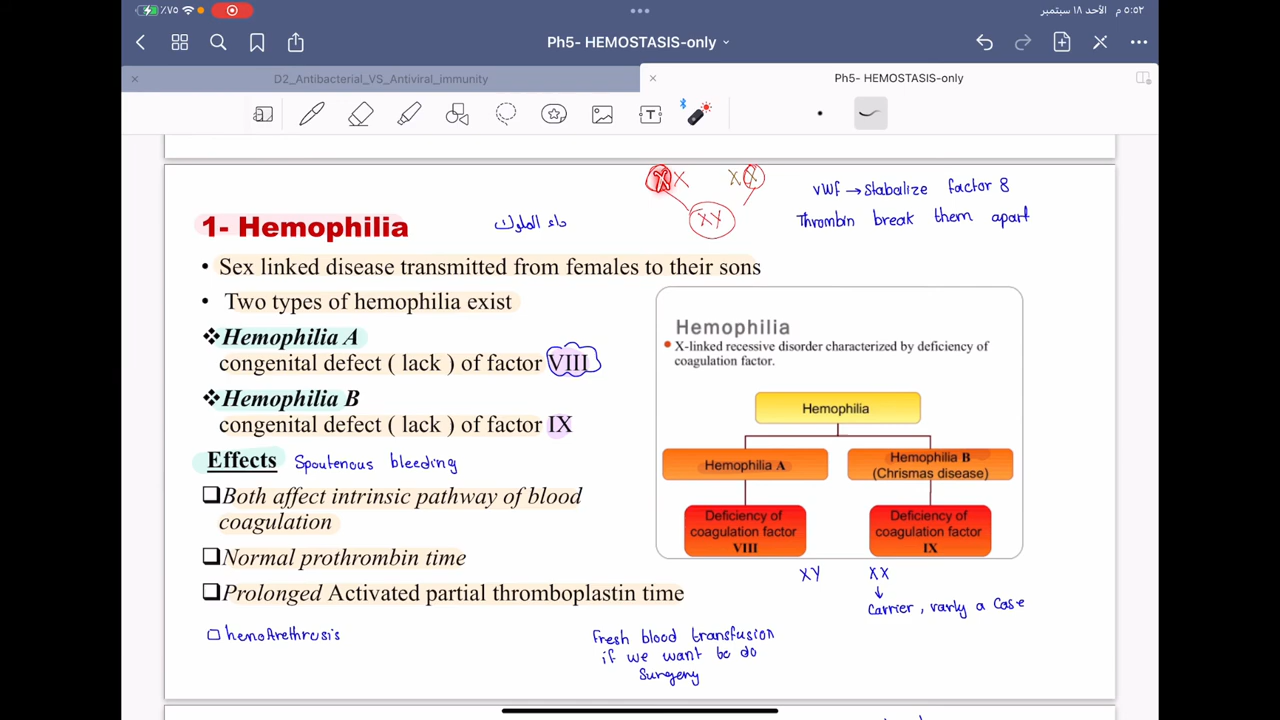 ٧٥٪
٥:٥٢ م الأحد ١٨ سبتمبر
Ph5- HEMOSTASIS-only
D2_Antibacterial_VS_Antiviral_immunity
Ph5- HEMOSTASIS-only
X X
X X
XY
vWf → stabalize factor 8
Thrombin break them apart
1- Hemophilia
داء الملوك
• Sex linked disease transmitted from females to their sons
• Two types of hemophilia exist
❖Hemophilia A
congenital defect ( lack ) of factor VIII
❖Hemophilia B
congenital defect ( lack ) of factor IX
Effects
Spoutenous bleeding
❑Both affect intrinsic pathway of blood
coagulation
❑Normal prothrombin time
❑Prolonged Activated partial thromboplastin time
□ hemoArethrosis
Hemophilia
• X-linked recessive disorder characterized by deficiency of
coagulation factor.
Hemophilia
Hemophilia A
Hemophilia B
(Chrismas disease)
Deficiency of
coagulation factor
VIII
Deficiency of
coagulation factor
IX
XY
XX
↓
Carrier, rarly a case
Fresh blood transfusion
if we want be do
Surgery